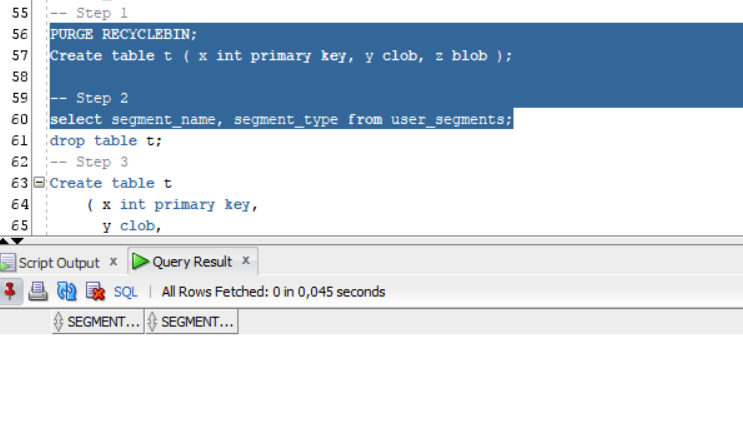 55 -- Step 1
56 PURGE RECYCLEBIN;
57 Create table t ( x int primary key, y clob, z blob );
58
59 -- Step 2
60 select segment_name, segment_type from user_segments;
61 drop table t;
62 -- Step 3
63 Create table t
64 ( x int primary key,
65 y clob,
Script Output x Query Result x
SQL | All Rows Fetched: 0 in 0,045 seconds
SEGMENT... SEGMENT...